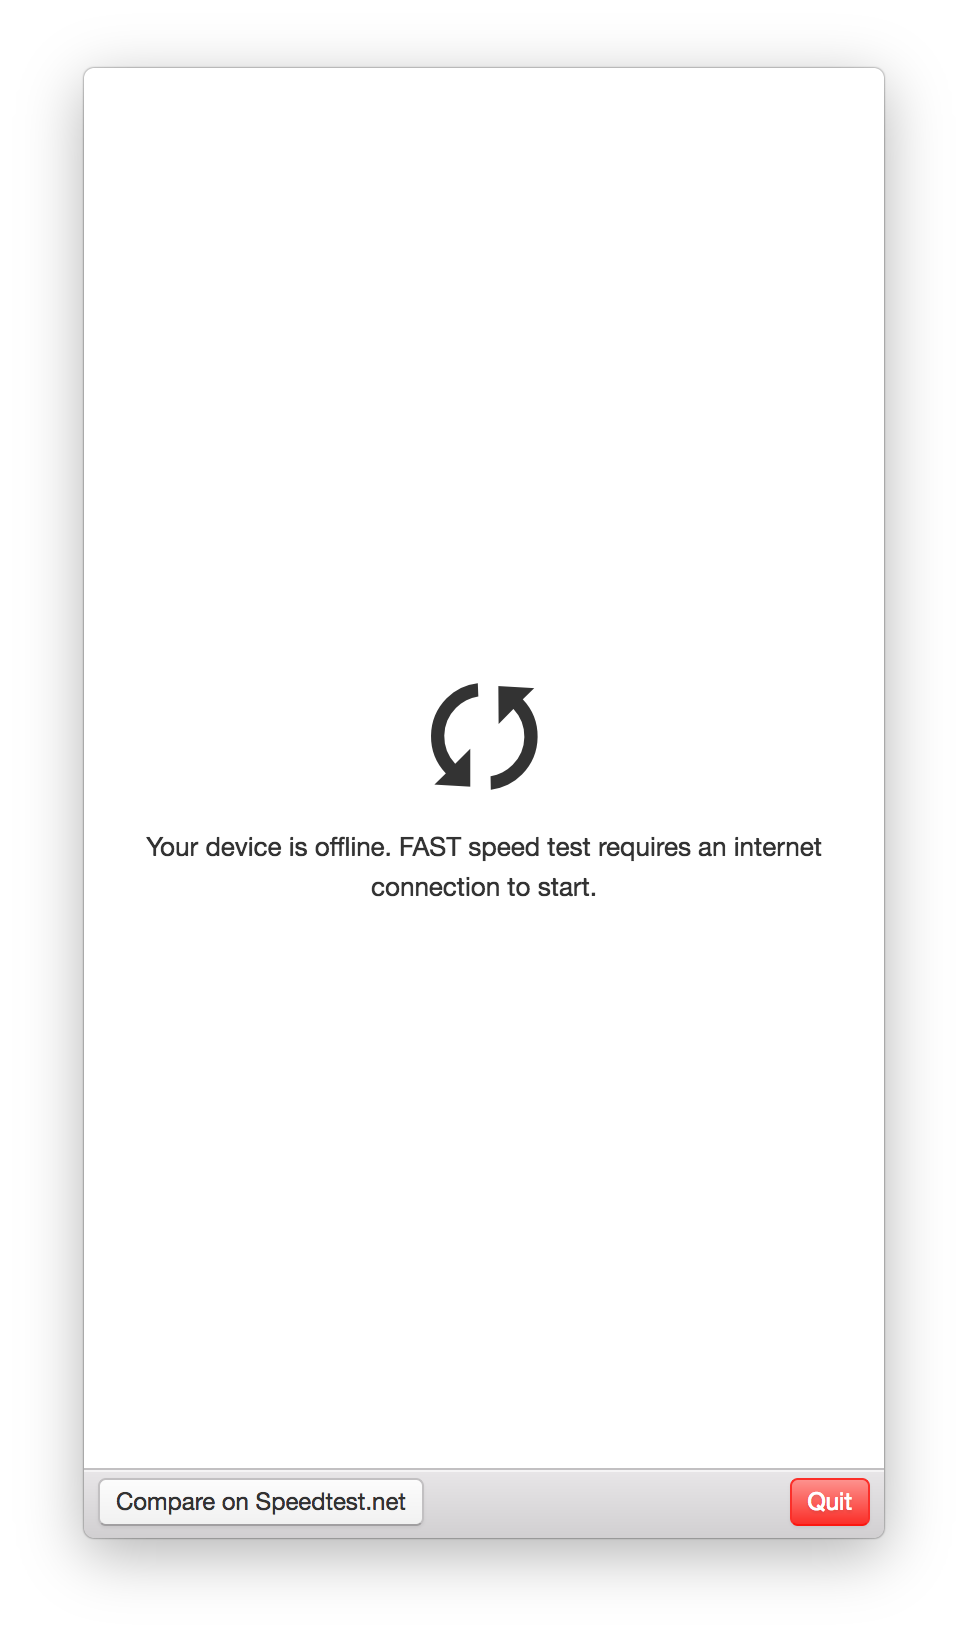 Your device is offline. FAST speed test requires an internet
connection to start.
Compare on Speedtest.net
Quit